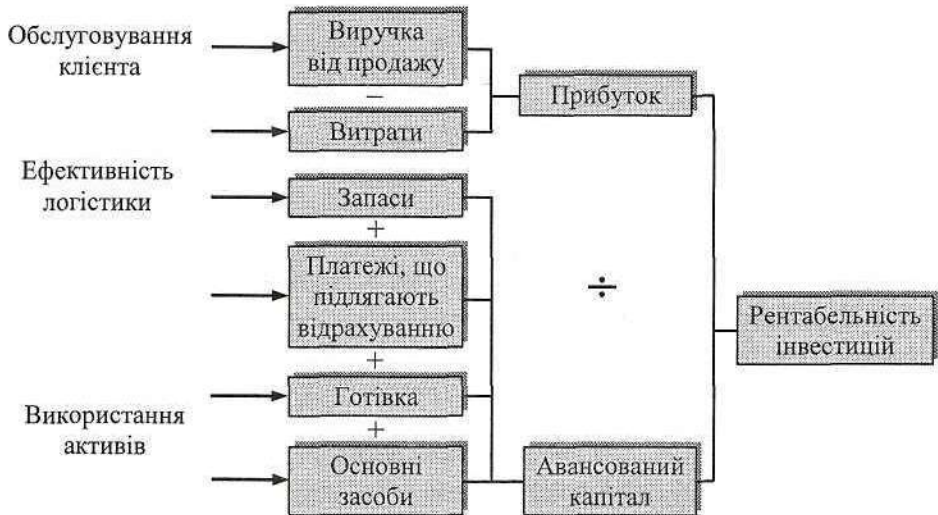 Обслуговування
клієнта
Виручка
від продажу
−
Витрати
Прибуток
Ефективність
логістики
Запаси
+
Платежі, що
підлягають
відрахуванню
+
Готівка
+
Основні
засоби
Використання
активів
÷
Авансований
капітал
Рентабельність
інвестицій